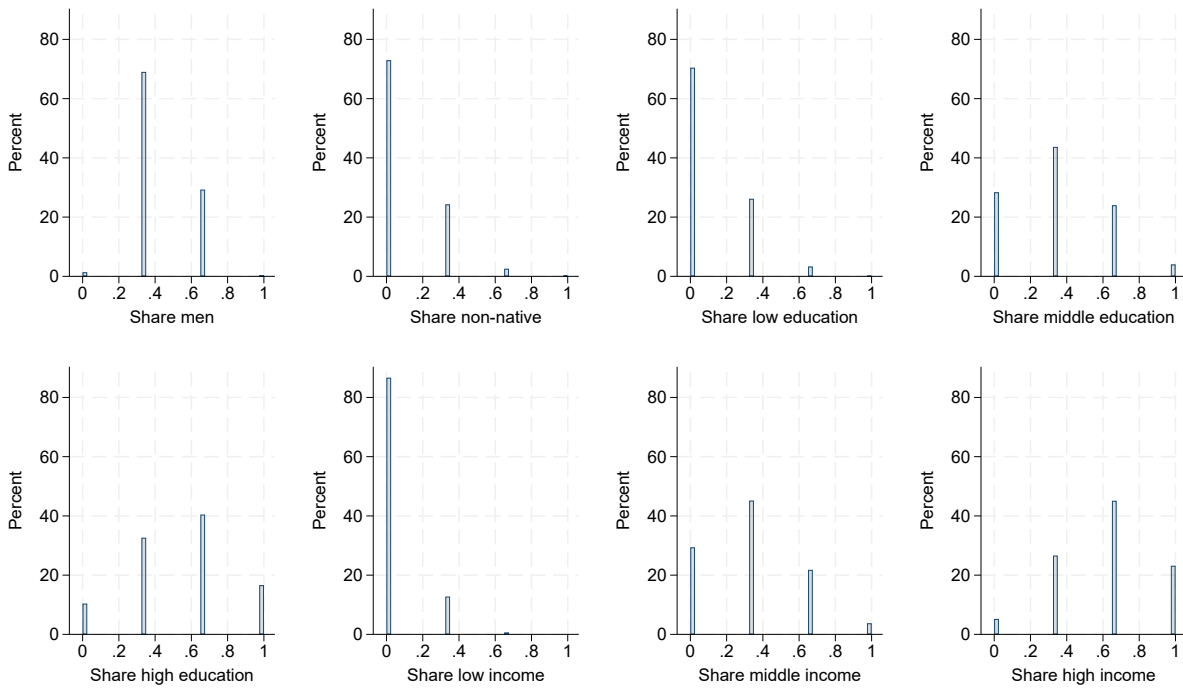 80
60
40
20
0
Percent
0 .2 .4 .6 .8 1
Share men
80
60
40
20
0
Percent
0 .2 .4 .6 .8 1
Share non-native
80
60
40
20
0
Percent
0 .2 .4 .6 .8 1
Share low education
80
60
40
20
0
Percent
0 .2 .4 .6 .8 1
Share middle education
80
60
40
20
0
Percent
0 .2 .4 .6 .8 1
Share high education
80
60
40
20
0
Percent
0 .2 .4 .6 .8 1
Share low income
80
60
40
20
0
Percent
0 .2 .4 .6 .8 1
Share middle income
80
60
40
20
0
Percent
0 .2 .4 .6 .8 1
Share high income